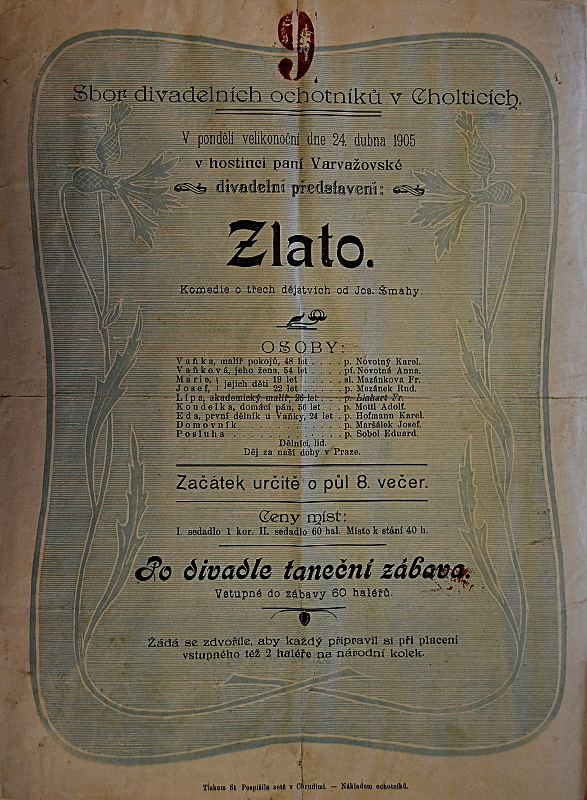 9.
Sbor divadelních ochotníků v Cholticích.
V pondělí velikonoční dne 24. dubna 1905
v hostinci paní Varvažovské
divadelní představení:
Zlato.
Komedie o třech dějstvích od Jos. Šmahy.
OSOBY:
Vaňka, malíř pokojů, 48 let . . . . . p. Novotný Karel.
Vaňková, jeho žena, 54 let . . . . . pí. Novotná Anna.
Marie, } jejich děti 19 let . . . . . sl. Mazánkova Fr.
Josef, } 22 let . . . . . p. Mazánek Rud.
Lípa, akademický malíř, 26 let . . . . p. Linhart Fr.
Koudelka, domácí pán, 56 let . . . . p. Mottl Adolf.
Eda, první dělník u Vaňky, 24 let . . p. Hofmann Karel.
Domovník . . . . . . . . . . p. Maršálek Josef.
Posluha . . . . . . . . . . p. Sobol Eduard.
Dělníci, lid.
Děj za naší doby v Praze.
Začátek určitě o půl 8. večer.
Ceny míst:
I. sedadlo 1 kor. II. sedadlo 60 hal. Místo k stání 40 h.
Po divadle taneční zábava.
Vstupné do zábavy 60 haléřů.
Žádá se zdvořile, aby každý připravil si při placení
vstupného též 2 haléře na národní kolek.
Tiskem St. Pospíšila zetě v Chrudimi. — Nákladem ochotníků.